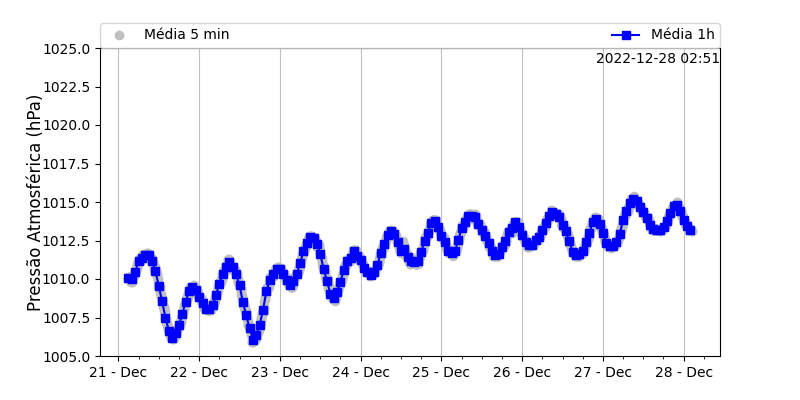 Média 5 min
Média 1h
2022-12-28 02:51
Pressão Atmosférica (hPa)
1025.0
1022.5
1020.0
1017.5
1015.0
1012.5
1010.0
1007.5
1005.0
21 - Dec
22 - Dec
23 - Dec
24 - Dec
25 - Dec
26 - Dec
27 - Dec
28 - Dec